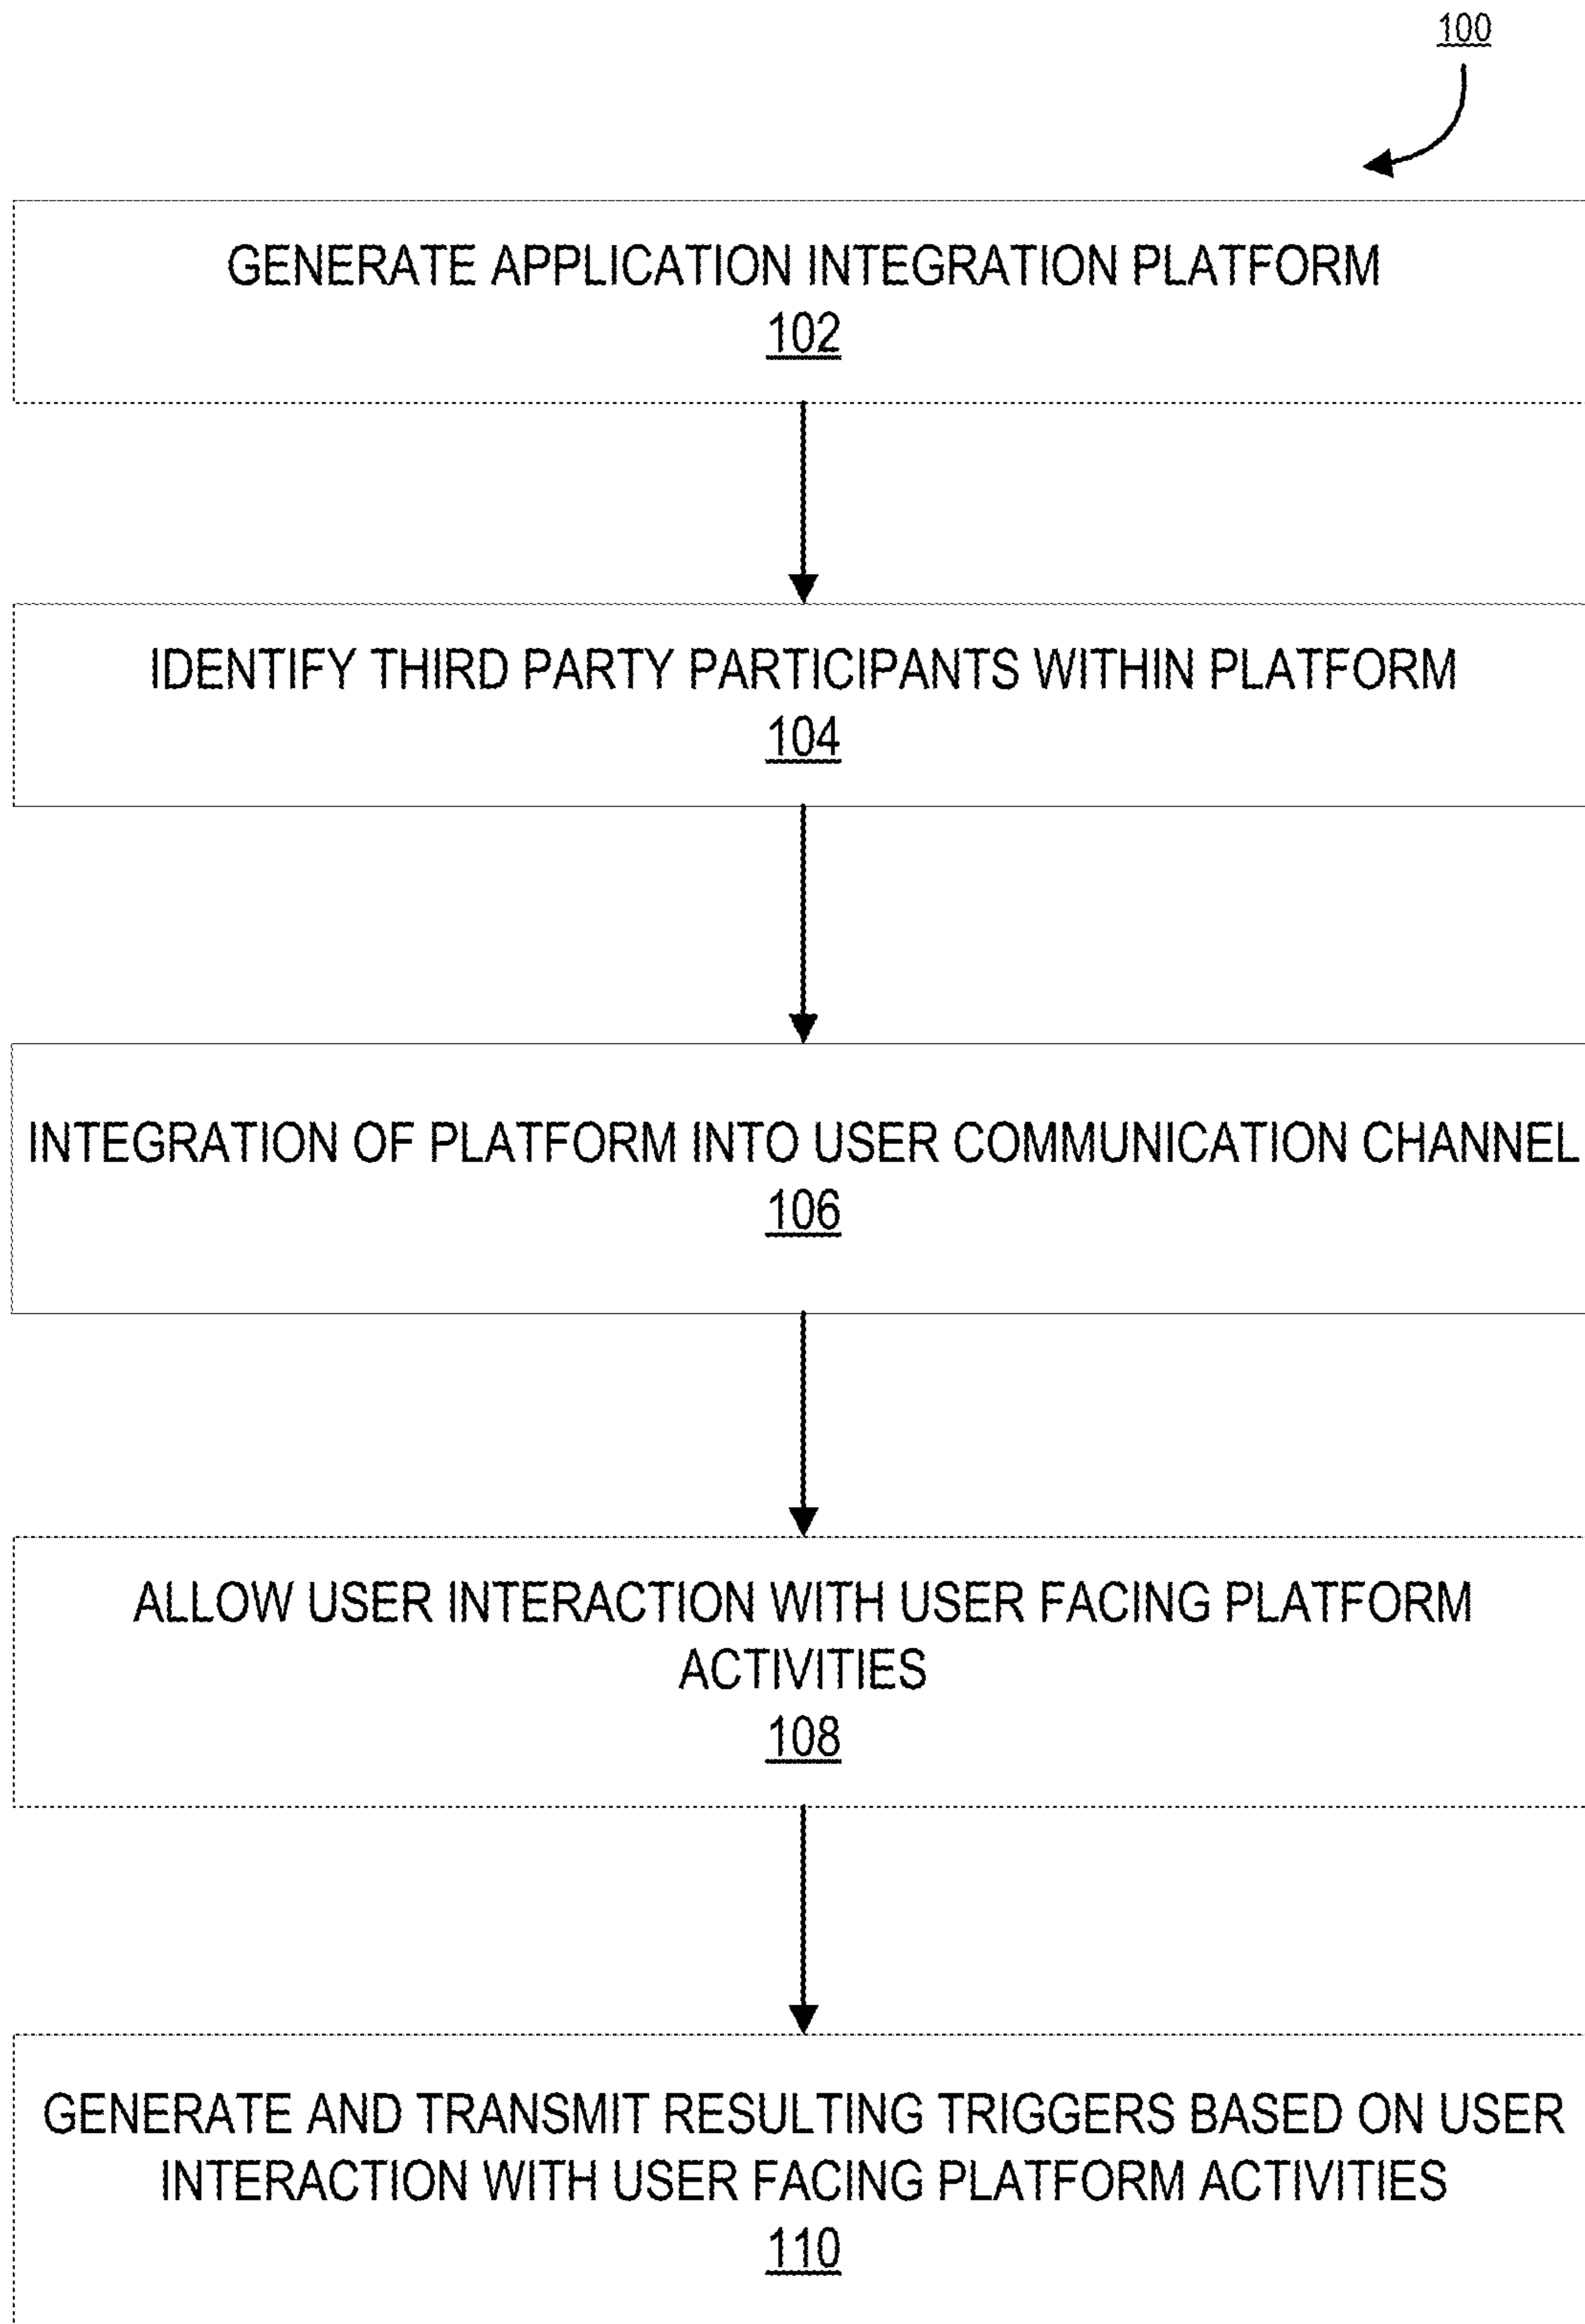 100
GENERATE APPLICATION INTEGRATION PLATFORM
102
IDENTIFY THIRD PARTY PARTICIPANTS WITHIN PLATFORM
104
INTEGRATION OF PLATFORM INTO USER COMMUNICATION CHANNEL
106
ALLOW USER INTERACTION WITH USER FACING PLATFORM
ACTIVITIES
108
GENERATE AND TRANSMIT RESULTING TRIGGERS BASED ON USER
INTERACTION WITH USER FACING PLATFORM ACTIVITIES
110